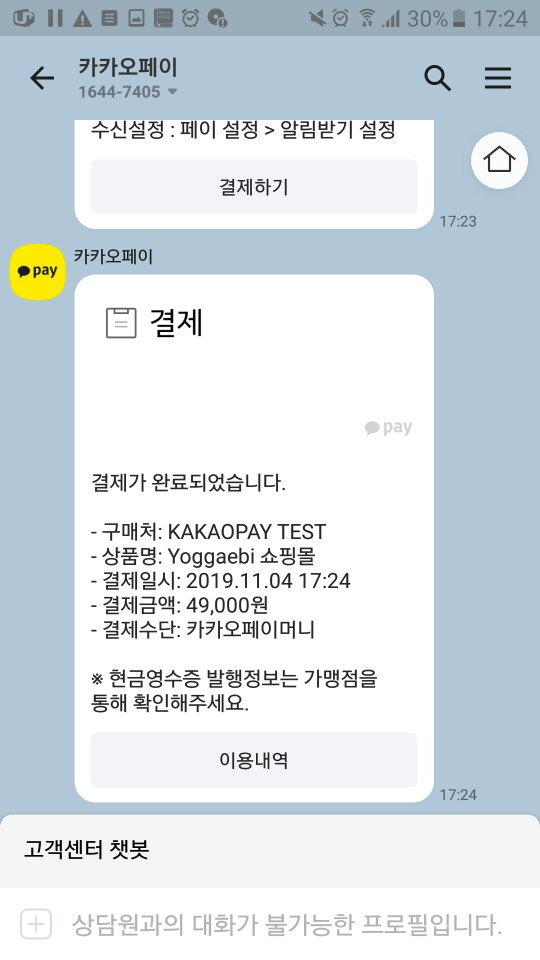 30% 17:24
카카오페이
1644-7405
수신설정 : 페이 설정 > 알림받기 설정
결제하기
17:23
pay
카카오페이
결제
pay
결제가 완료되었습니다.
- 구매처: KAKAOPAY TEST
- 상품명: Yoggaebi 쇼핑몰
- 결제일시: 2019.11.04 17:24
- 결제금액: 49,000원
- 결제수단: 카카오페이머니
※ 현금영수증 발행정보는 가맹점을
통해 확인해주세요.
이용내역
17:24
고객센터 챗봇
상담원과의 대화가 불가능한 프로필입니다.